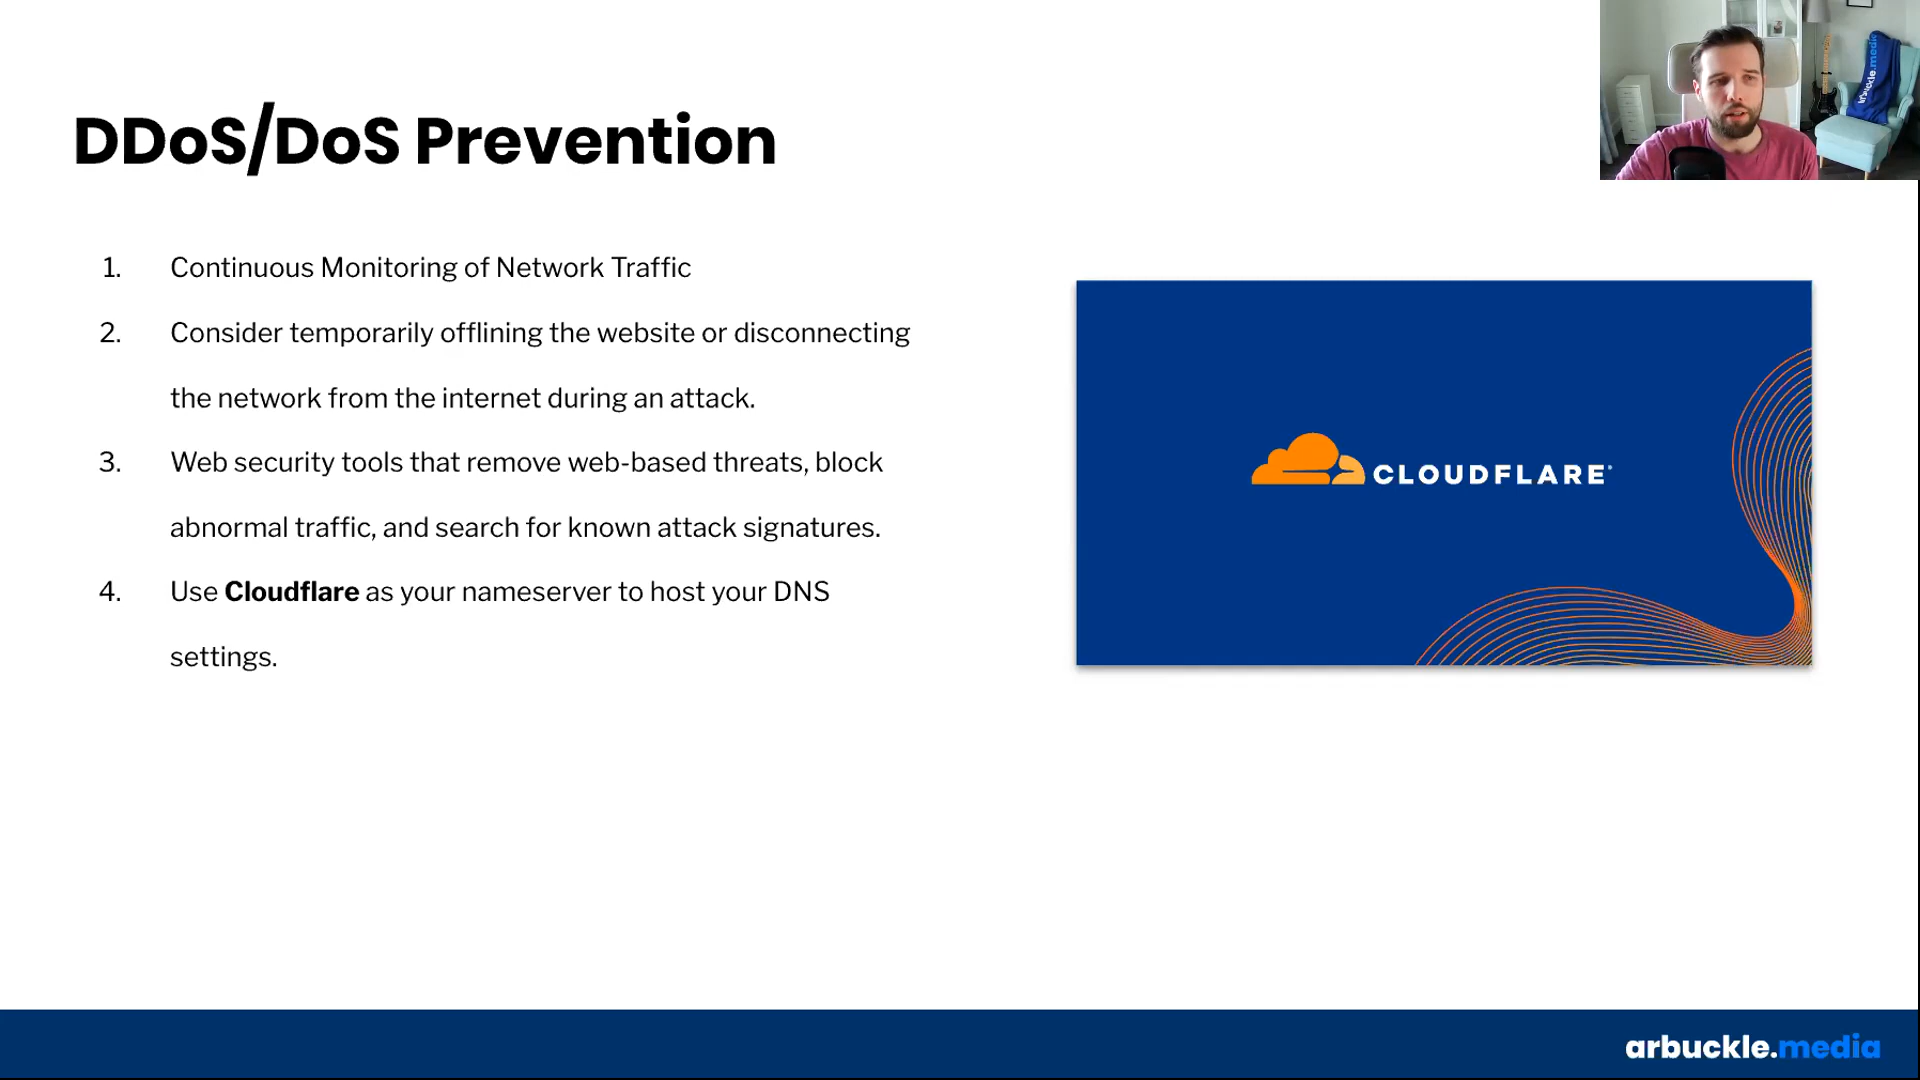 DDoS/DoS Prevention
1. Continuous Monitoring of Network Traffic
2. Consider temporarily offlining the website or disconnecting
the network from the internet during an attack.
3. Web security tools that remove web-based threats, block
abnormal traffic, and search for known attack signatures.
4. Use Cloudflare as your nameserver to host your DNS
settings.
CLOUDFLARE
arbuckle.media
arbuckle.media